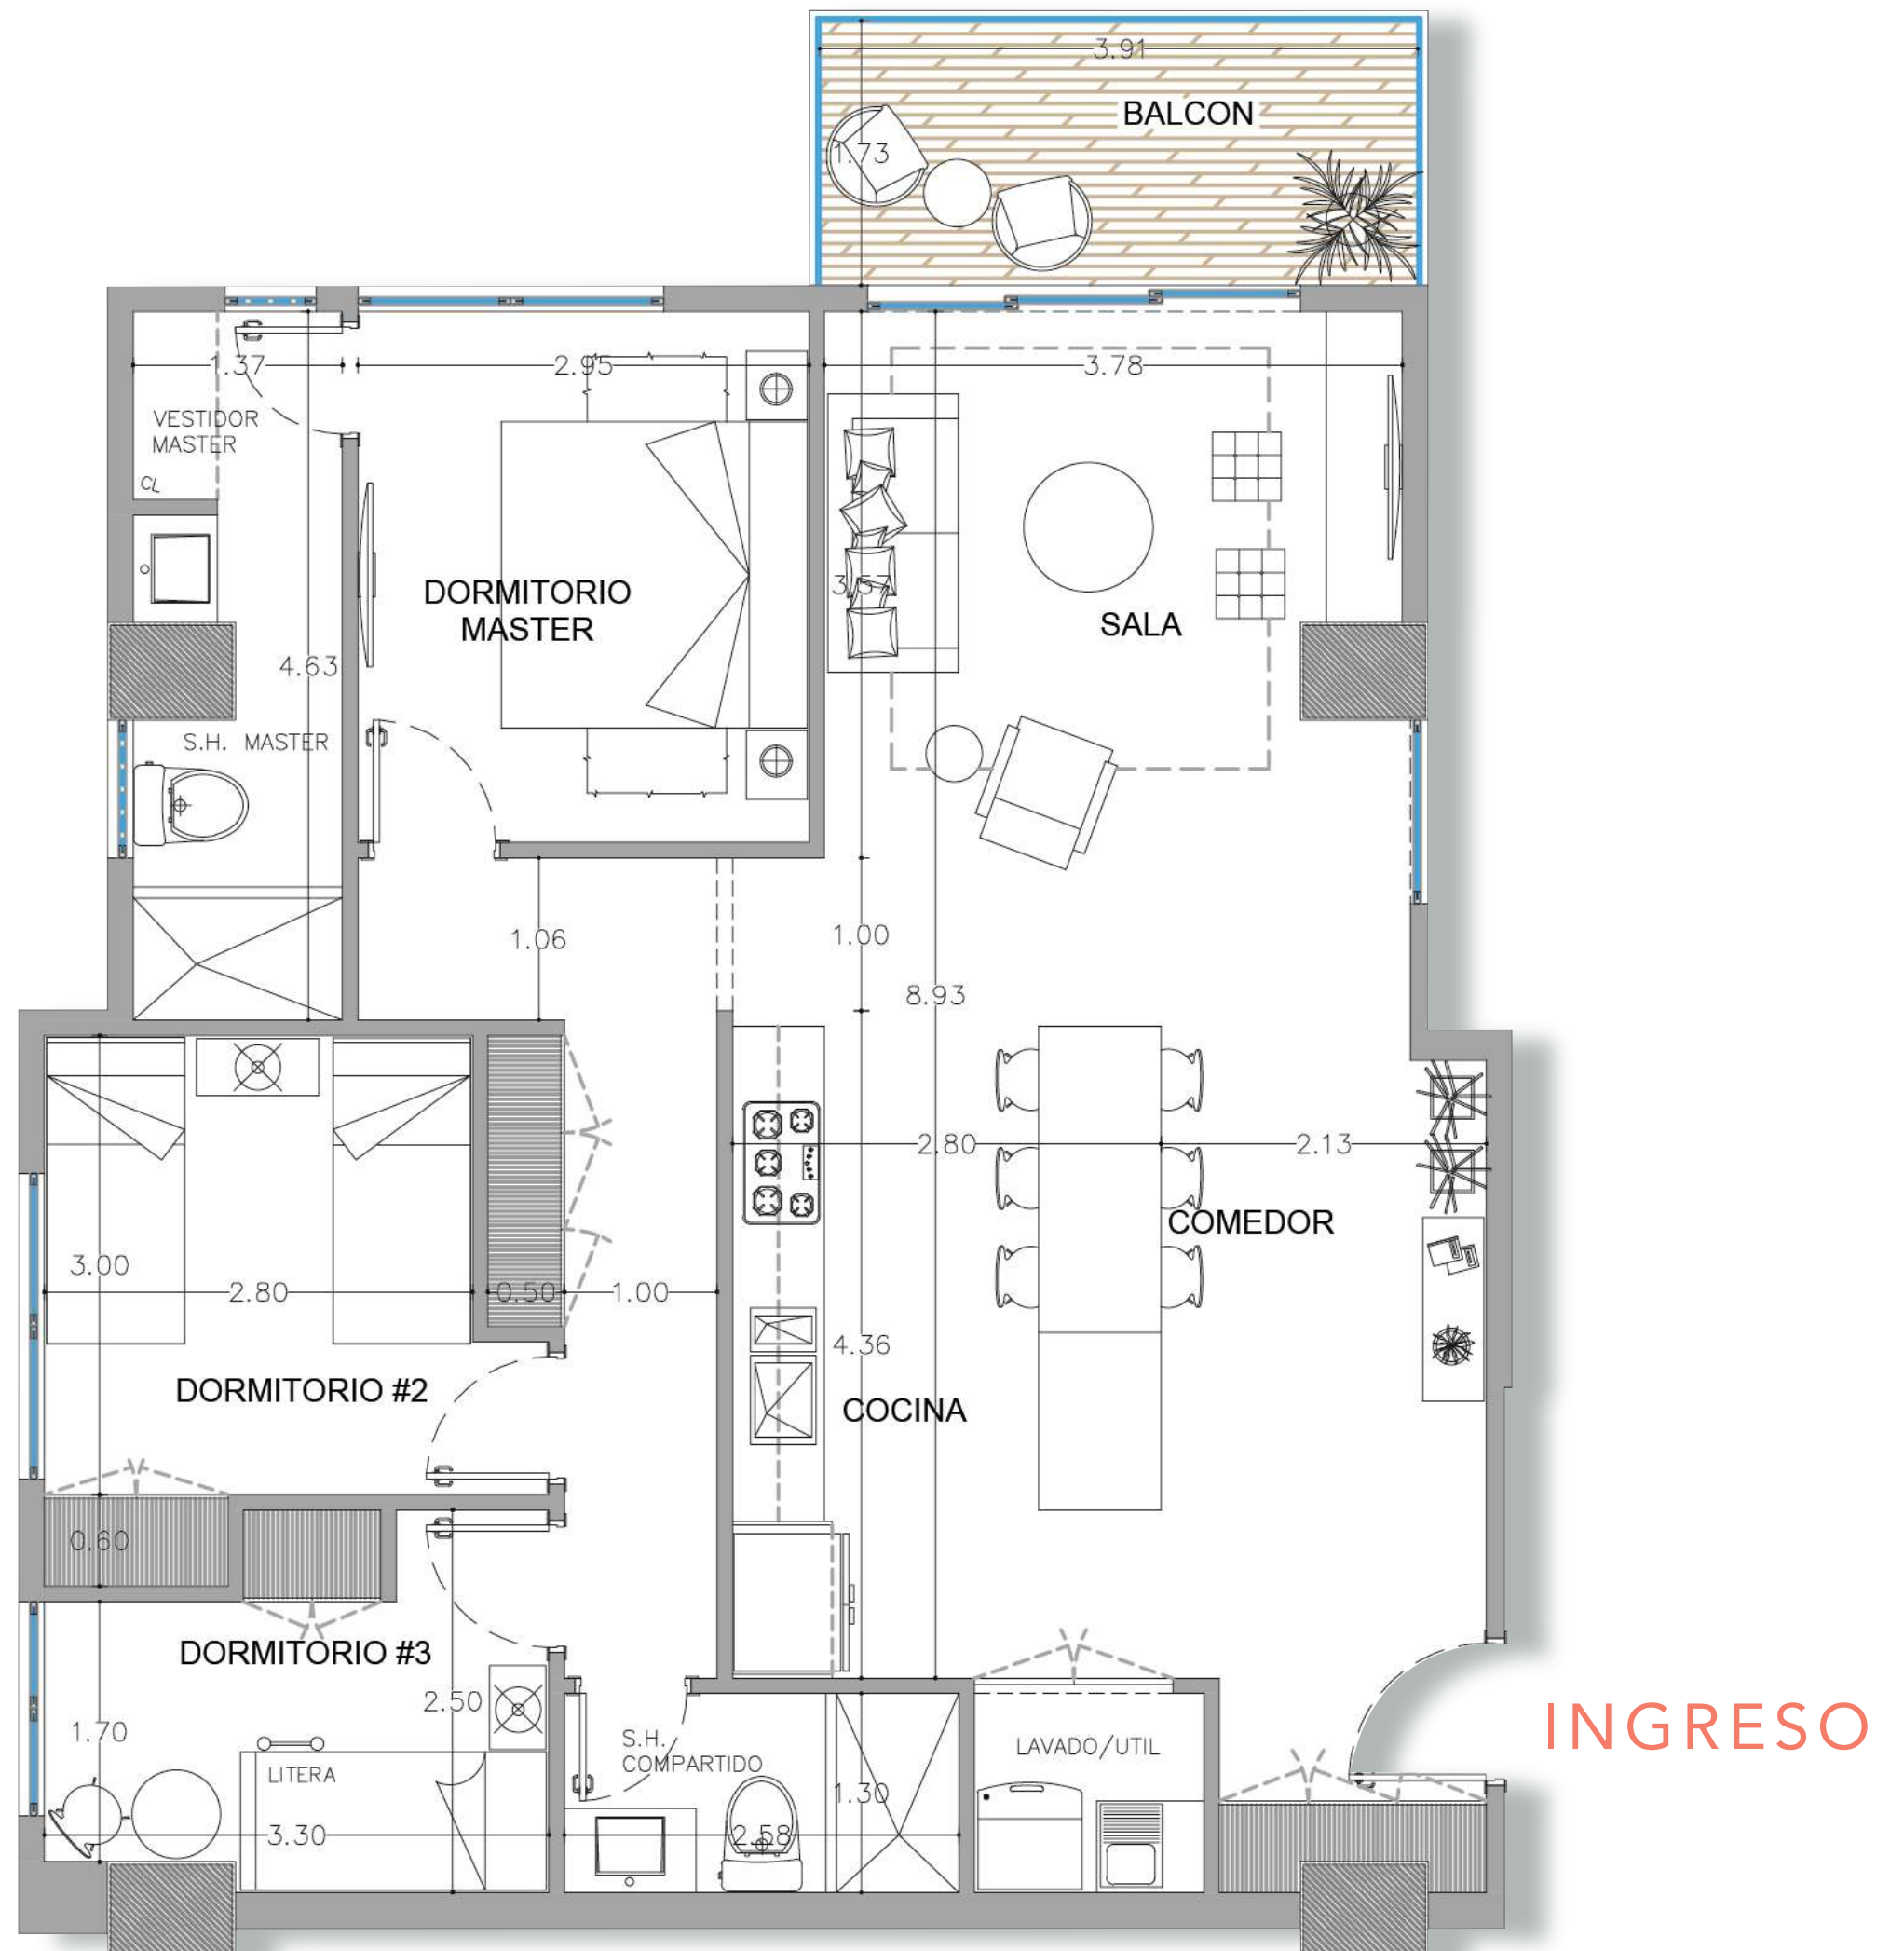 3.91
BALCON
1.73
1.37
2.95
3.78
VESTIDOR
MASTER
CL
DORMITORIO
MASTER
3.57
SALA
4.63
S.H. MASTER
1.06
1.00
8.93
2.80
2.13
COMEDOR
3.00
2.80
0.50
1.00
4.36
DORMITORIO #2
COCINA
0.60
DORMITORIO #3
2.50
1.70
S.H.
COMPARTIDO
LAVADO/UTIL
INGRESO
LITERA
1.30
3.30
2.58